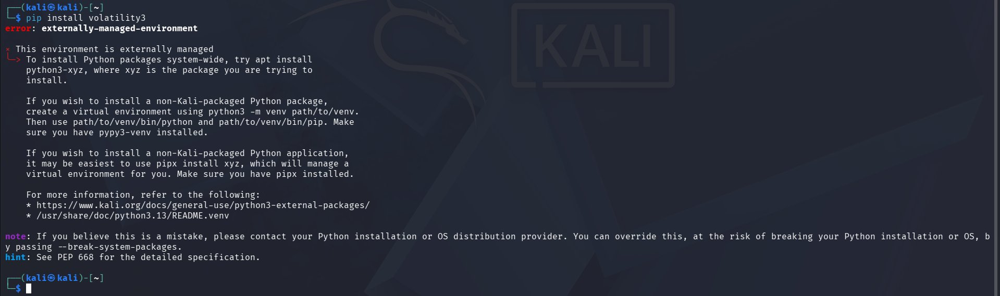 ┌──(kali㉿kali)-[~]
└─$ pip install volatility3
error: externally-managed-environment
× This environment is externally managed
╰─> To install Python packages system-wide, try apt install
python3-xyz, where xyz is the package you are trying to
install.
If you wish to install a non-Kali-packaged Python package,
create a virtual environment using python3 -m venv path/to/venv.
Then use path/to/venv/bin/python and path/to/venv/bin/pip. Make
sure you have pypy3-venv installed.
If you wish to install a non-Kali-packaged Python application,
it may be easiest to use pipx install xyz, which will manage a
virtual environment for you. Make sure you have pipx installed.
For more information, refer to the following:
* https://www.kali.org/docs/general-use/python3-external-packages/
* /usr/share/doc/python3.13/README.venv
note: If you believe this is a mistake, please contact your Python installation or OS distribution provider. You can override this, at the risk of breaking your Python installation or OS, b
y passing --break-system-packages.
hint: See PEP 668 for the detailed specification.
┌──(kali㉿kali)-[~]
└─$
KALI